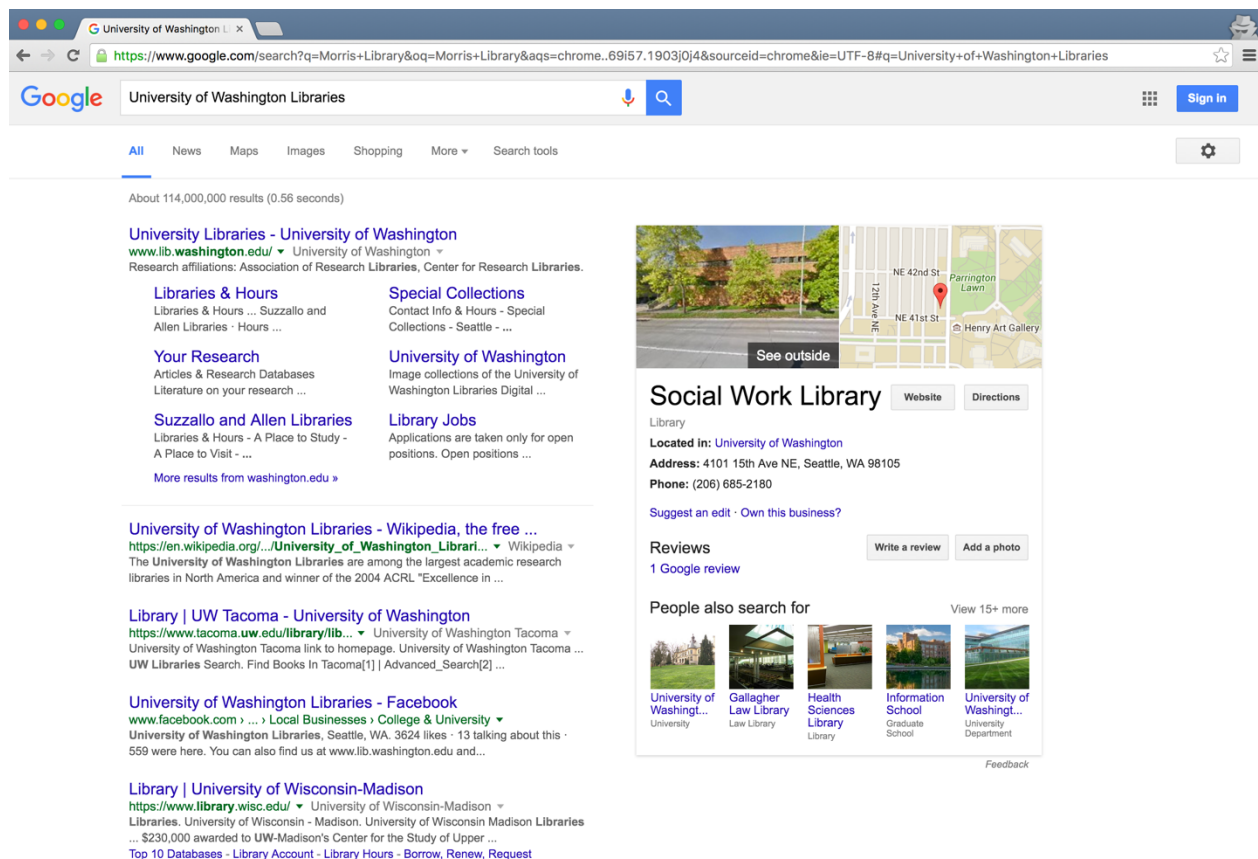 University of Washington Li
https://www.google.com/search?q=Morris+Library&oq=Morris+Library&aqs=chrome..69i57.1903j0j4&sourceid=chrome&ie=UTF-8#q=University+of+Washington+Libraries
Google
University of Washington Libraries
Sign in
All News Maps Images Shopping More Search tools
About 114,000,000 results (0.56 seconds)
University Libraries - University of Washington
www.lib.washington.edu/ University of Washington
Research affiliations: Association of Research Libraries, Center for Research Libraries.
Libraries & Hours
Libraries & Hours ... Suzzallo and
Allen Libraries · Hours ...
Special Collections
Contact Info & Hours - Special
Collections - Seattle - ...
Your Research
Articles & Research Databases
Literature on your research ...
University of Washington
Image collections of the University of
Washington Libraries Digital ...
Suzzallo and Allen Libraries
Libraries & Hours - A Place to Study -
A Place to Visit - ...
Library Jobs
Applications are taken only for open
positions. Open positions ...
More results from washington.edu »
University of Washington Libraries - Wikipedia, the free ...
https://en.wikipedia.org/.../University_of_Washington_Librari... Wikipedia
The University of Washington Libraries are among the largest academic research
libraries in North America and winner of the 2004 ACRL "Excellence in ...
Library | UW Tacoma - University of Washington
https://www.tacoma.uw.edu/library/lib... University of Washington Tacoma
University of Washington Tacoma link to homepage. University of Washington Tacoma ...
UW Libraries Search. Find Books In Tacoma[1] | Advanced_Search[2] ...
University of Washington Libraries - Facebook
www.facebook.com › ... › Local Businesses › College & University
University of Washington Libraries, Seattle, WA. 3624 likes · 13 talking about this ·
559 were here. You can also find us at www.lib.washington.edu and...
Library | University of Wisconsin-Madison
https://www.library.wisc.edu/ University of Wisconsin-Madison
Libraries. University of Wisconsin - Madison. University of Wisconsin Madison Libraries
... $230,000 awarded to UW-Madison's Center for the Study of Upper ...
Top 10 Databases - Library Account - Library Hours - Borrow, Renew, Request
See outside
NE 42nd St
Parrington
Lawn
12th Ave NE
NE 41st St
Henry Art Gallery
Social Work Library
Website
Directions
Library
Located in: University of Washington
Address: 4101 15th Ave NE, Seattle, WA 98105
Phone: (206) 685-2180
Suggest an edit · Own this business?
Reviews
Write a review
Add a photo
1 Google review
People also search for
View 15+ more
University of
Washingt...
University
Gallagher
Law Library
Law Library
Health
Sciences
Library
Library
Information
School
Graduate
School
University of
Washingt...
University
Department
Feedback